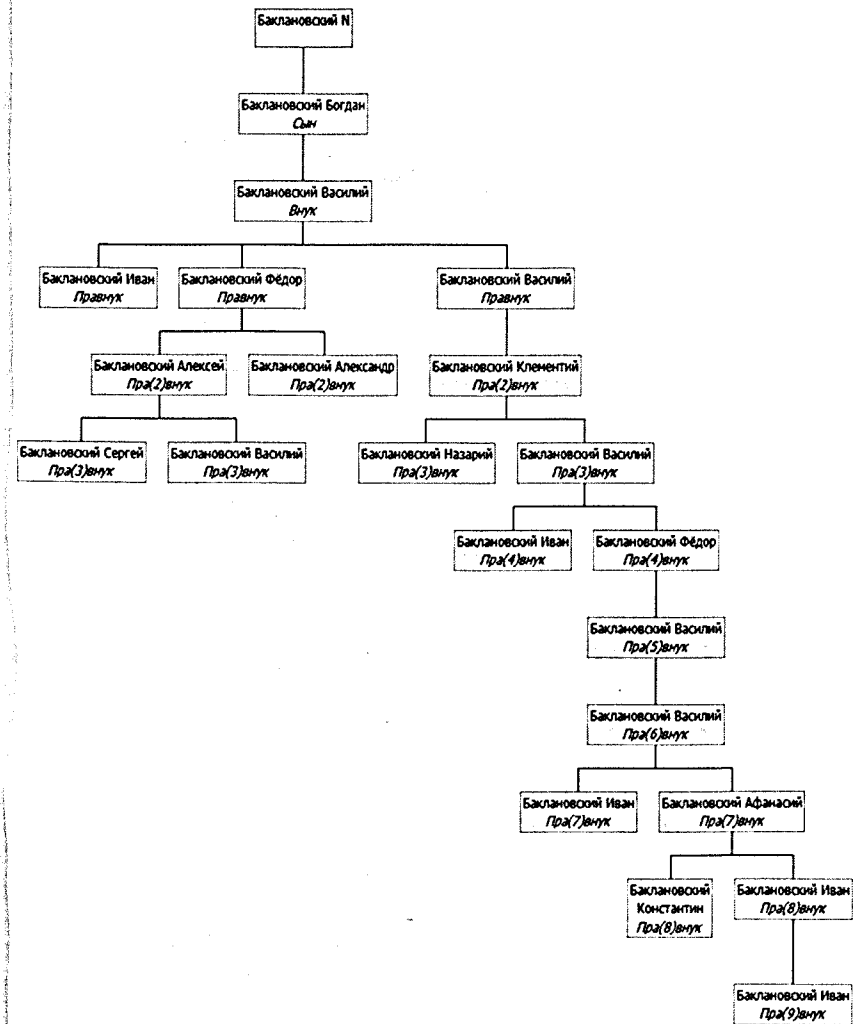 Баклановский N
Баклановский Богдан
Сын
Баклановский Василий
Внук
Баклановский Иван
Правнук
Баклановский Фёдор
Правнук
Баклановский Василий
Правнук
Баклановский Алексей
Пра(2)внук
Баклановский Александр
Пра(2)внук
Баклановский Клементий
Пра(2)внук
Баклановский Сергей
Пра(3)внук
Баклановский Василий
Пра(3)внук
Баклановский Назарий
Пра(3)внук
Баклановский Василий
Пра(3)внук
Баклановский Иван
Пра(4)внук
Баклановский Фёдор
Пра(4)внук
Баклановский Василий
Пра(5)внук
Баклановский Василий
Пра(6)внук
Баклановский Иван
Пра(7)внук
Баклановский Афанасий
Пра(7)внук
Баклановский
Константин
Пра(8)внук
Баклановский Иван
Пра(8)внук
Баклановский Иван
Пра(9)внук